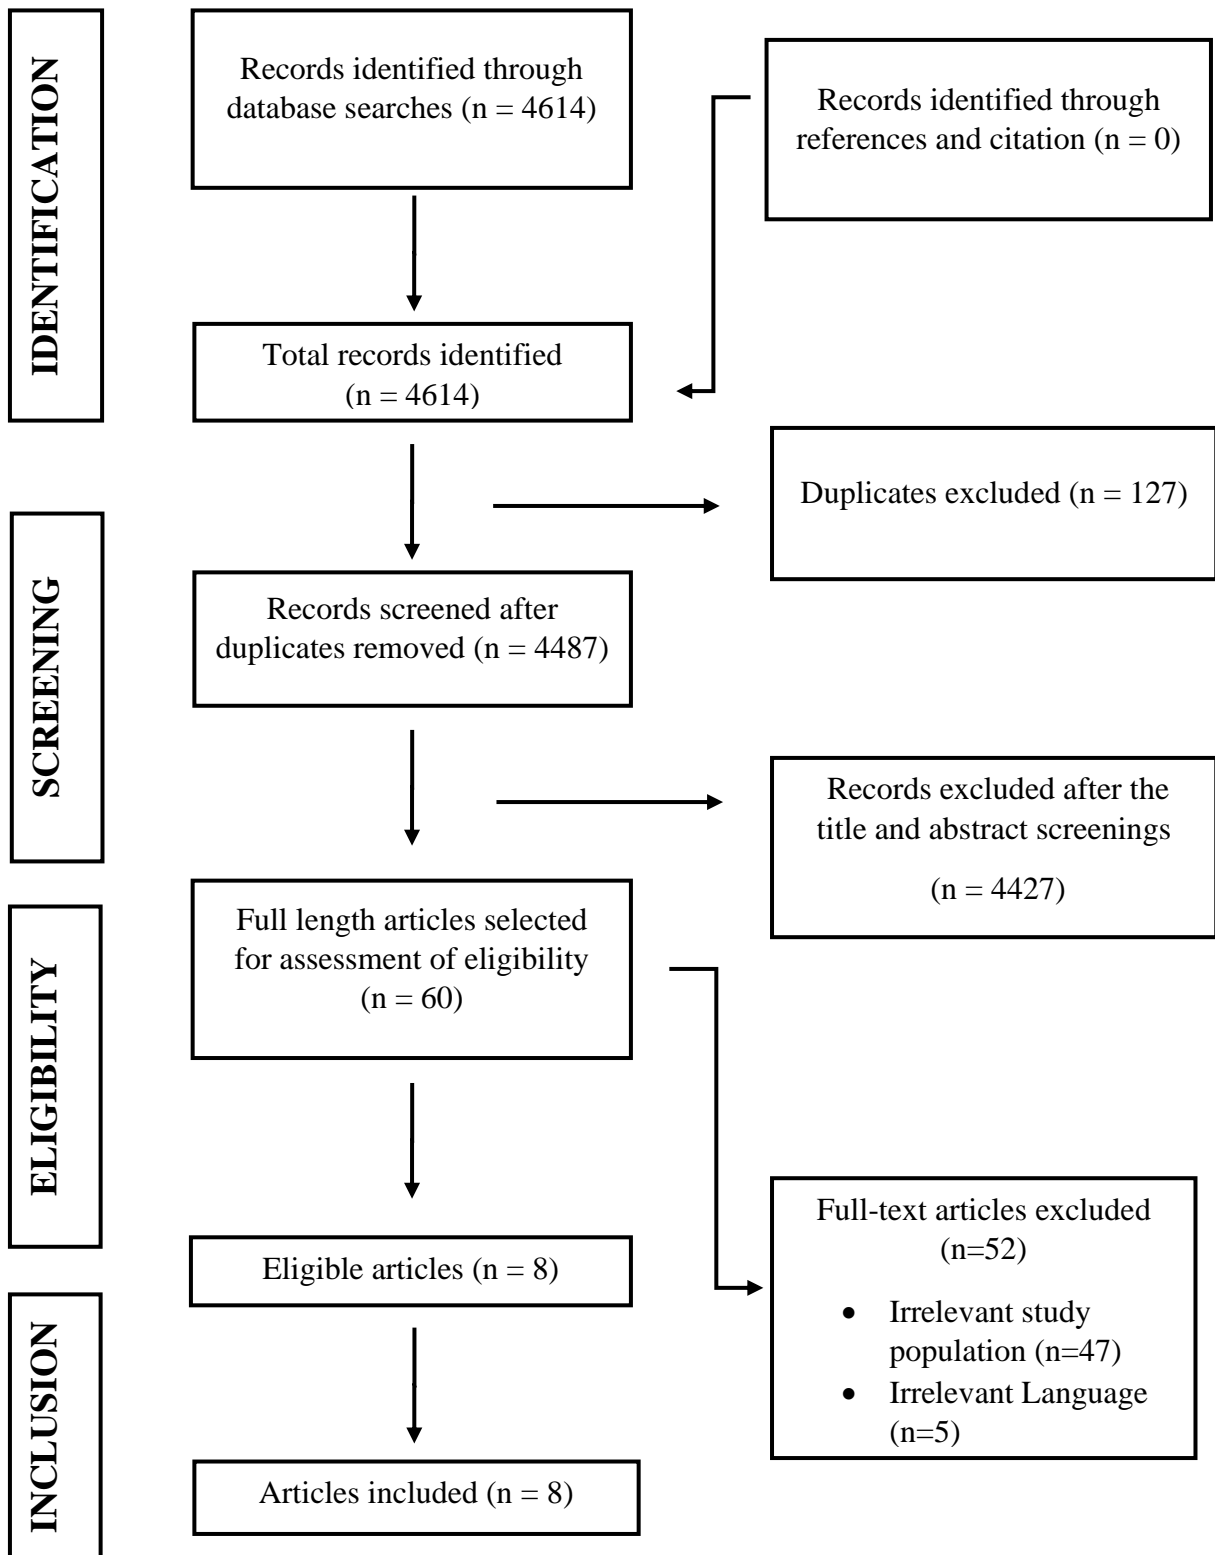 IDENTIFICATION
Records identified through
database searches (n = 4614)
Records identified through
references and citation (n = 0)
Total records identified
(n = 4614)
Duplicates excluded (n = 127)
SCREENING
Records screened after
duplicates removed (n = 4487)
Records excluded after the
title and abstract screenings
(n = 4427)
ELIGIBILITY
Full length articles selected
for assessment of eligibility
(n = 60)
Full-text articles excluded
(n=52)
• Irrelevant study
population (n=47)
• Irrelevant Language
(n=5)
Eligible articles (n = 8)
INCLUSION
Articles included (n = 8)